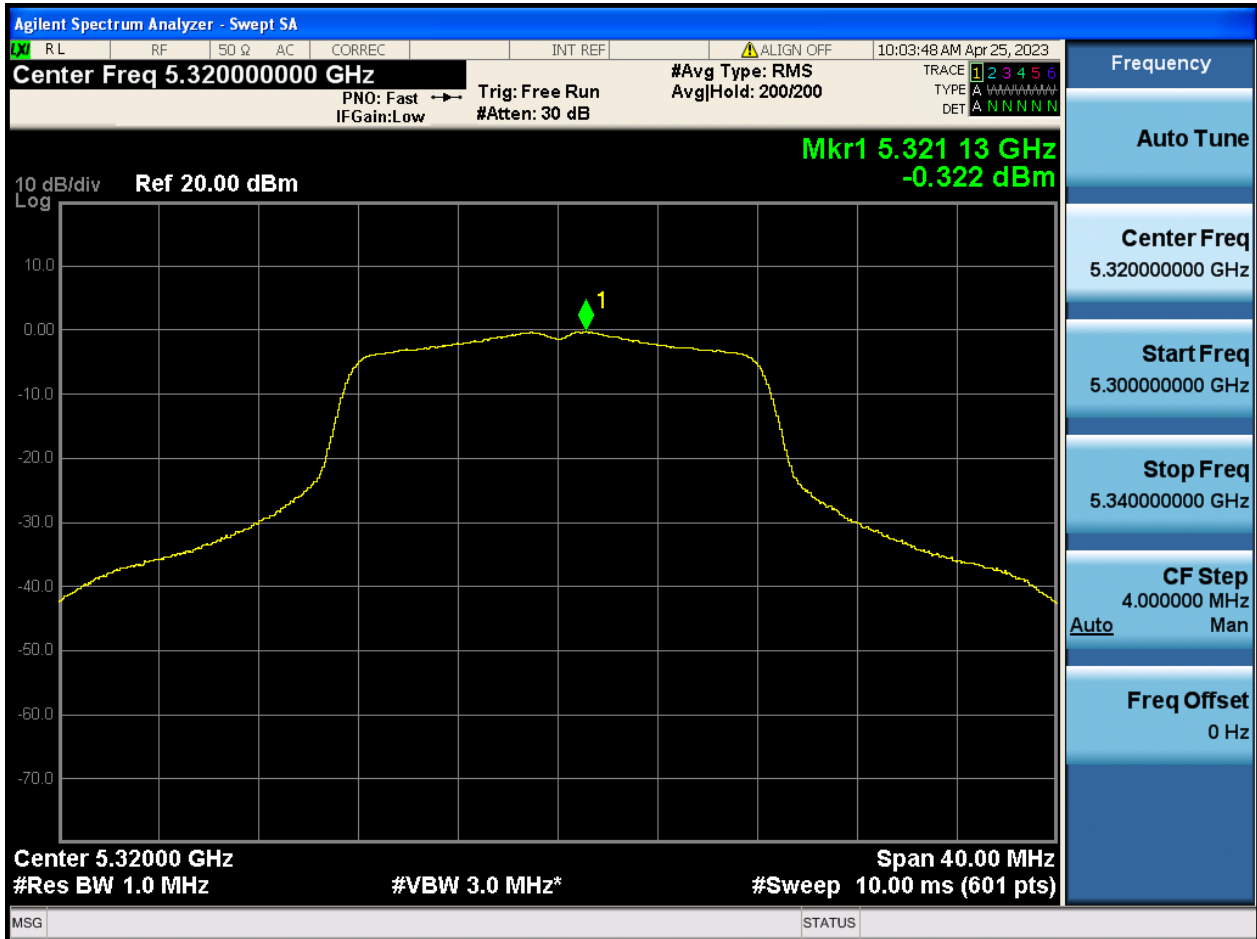 Agilent Spectrum Analyzer - Swept SA
LXI RL RF 50 Ω AC CORREC INT REF ALIGN OFF 10:03:48 AM Apr 25, 2023
Center Freq 5.320000000 GHz
PNO: Fast
IFGain:Low
Trig: Free Run
#Atten: 30 dB
#Avg Type: RMS
Avg|Hold: 200/200
TRACE 1 2 3 4 5 6
TYPE A WWWWW
DET A N N N N N
Mkr1 5.321 13 GHz
-0.322 dBm
10 dB/div Ref 20.00 dBm
Log
10.0
0.00
-10.0
-20.0
-30.0
-40.0
-50.0
-60.0
-70.0
1
Center 5.32000 GHz Span 40.00 MHz
#Res BW 1.0 MHz #VBW 3.0 MHz* #Sweep 10.00 ms (601 pts)
MSG STATUS
Frequency
Auto Tune
Center Freq
5.320000000 GHz
Start Freq
5.300000000 GHz
Stop Freq
5.340000000 GHz
CF Step
4.000000 MHz
Auto Man
Freq Offset
0 Hz